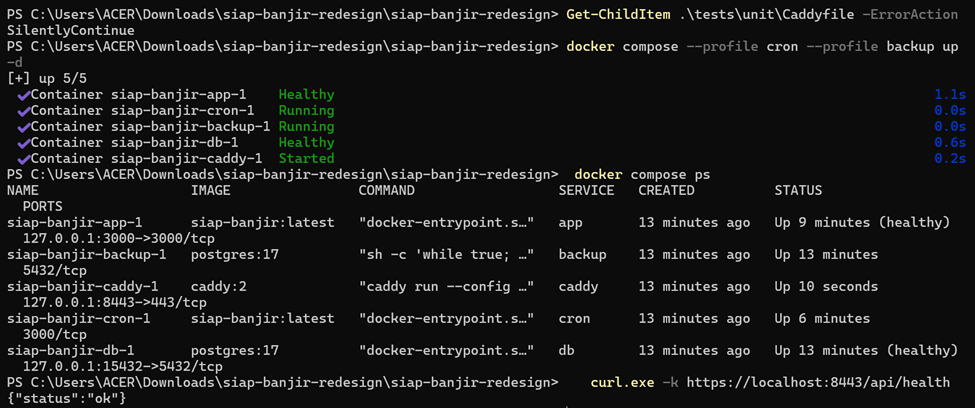 PS C:\Users\ACER\Downloads\siap-banjir-redesign\siap-banjir-redesign> Get-ChildItem .\tests\unit\Caddyfile -ErrorAction
SilentlyContinue
PS C:\Users\ACER\Downloads\siap-banjir-redesign\siap-banjir-redesign> docker compose --profile cron --profile backup up
-d
[+] up 5/5
✔Container siap-banjir-app-1 Healthy 1.1s
✔Container siap-banjir-cron-1 Running 0.0s
✔Container siap-banjir-backup-1 Running 0.0s
✔Container siap-banjir-db-1 Healthy 0.6s
✔Container siap-banjir-caddy-1 Started 0.2s
PS C:\Users\ACER\Downloads\siap-banjir-redesign\siap-banjir-redesign> docker compose ps
NAME IMAGE COMMAND SERVICE CREATED STATUS
PORTS
siap-banjir-app-1 siap-banjir:latest "docker-entrypoint.s…" app 13 minutes ago Up 9 minutes (healthy)
127.0.0.1:3000->3000/tcp
siap-banjir-backup-1 postgres:17 "sh -c 'while true; …" backup 13 minutes ago Up 13 minutes
5432/tcp
siap-banjir-caddy-1 caddy:2 "caddy run --config …" caddy 13 minutes ago Up 10 seconds
127.0.0.1:8443->443/tcp
siap-banjir-cron-1 siap-banjir:latest "docker-entrypoint.s…" cron 13 minutes ago Up 6 minutes
3000/tcp
siap-banjir-db-1 postgres:17 "docker-entrypoint.s…" db 13 minutes ago Up 13 minutes (healthy)
127.0.0.1:15432->5432/tcp
PS C:\Users\ACER\Downloads\siap-banjir-redesign\siap-banjir-redesign> curl.exe -k https://localhost:8443/api/health
{"status":"ok"}